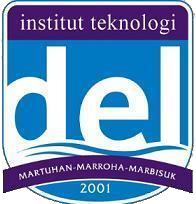 institut teknologi
del
MARTUHAN-MARROHA-MARBISUK
2001